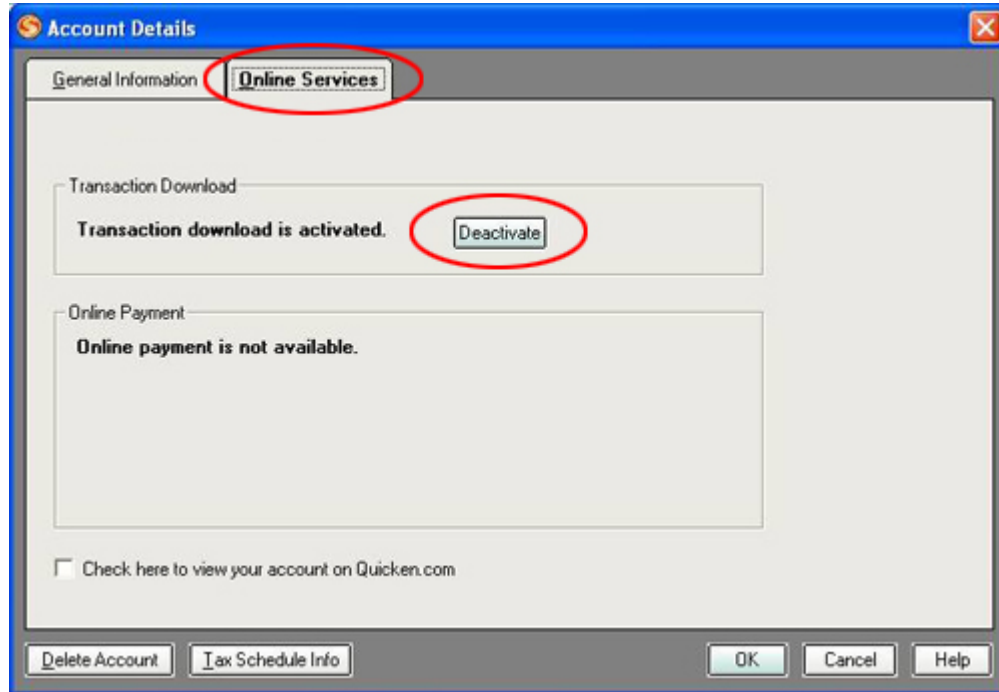 Account Details
General Information
Online Services
Transaction Download
Transaction download is activated.
Deactivate
Online Payment
Online payment is not available.
Check here to view your account on Quicken.com
Delete Account
Tax Schedule Info
OK
Cancel
Help